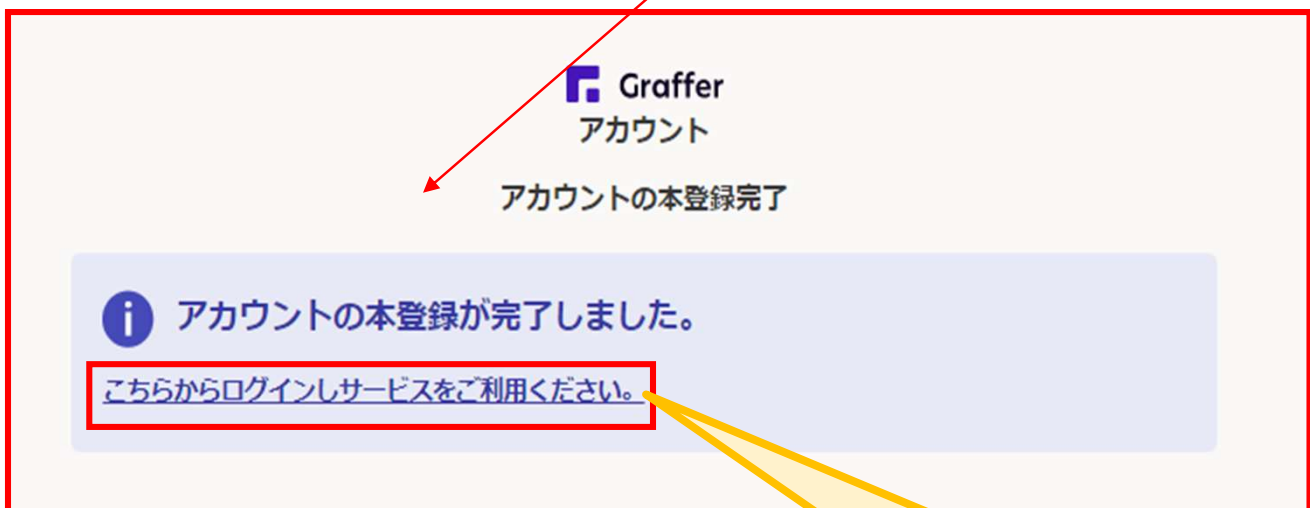 Graffer
アカウント
アカウントの本登録完了
アカウントの本登録が完了しました。
こちらからログインしサービスをご利用ください。